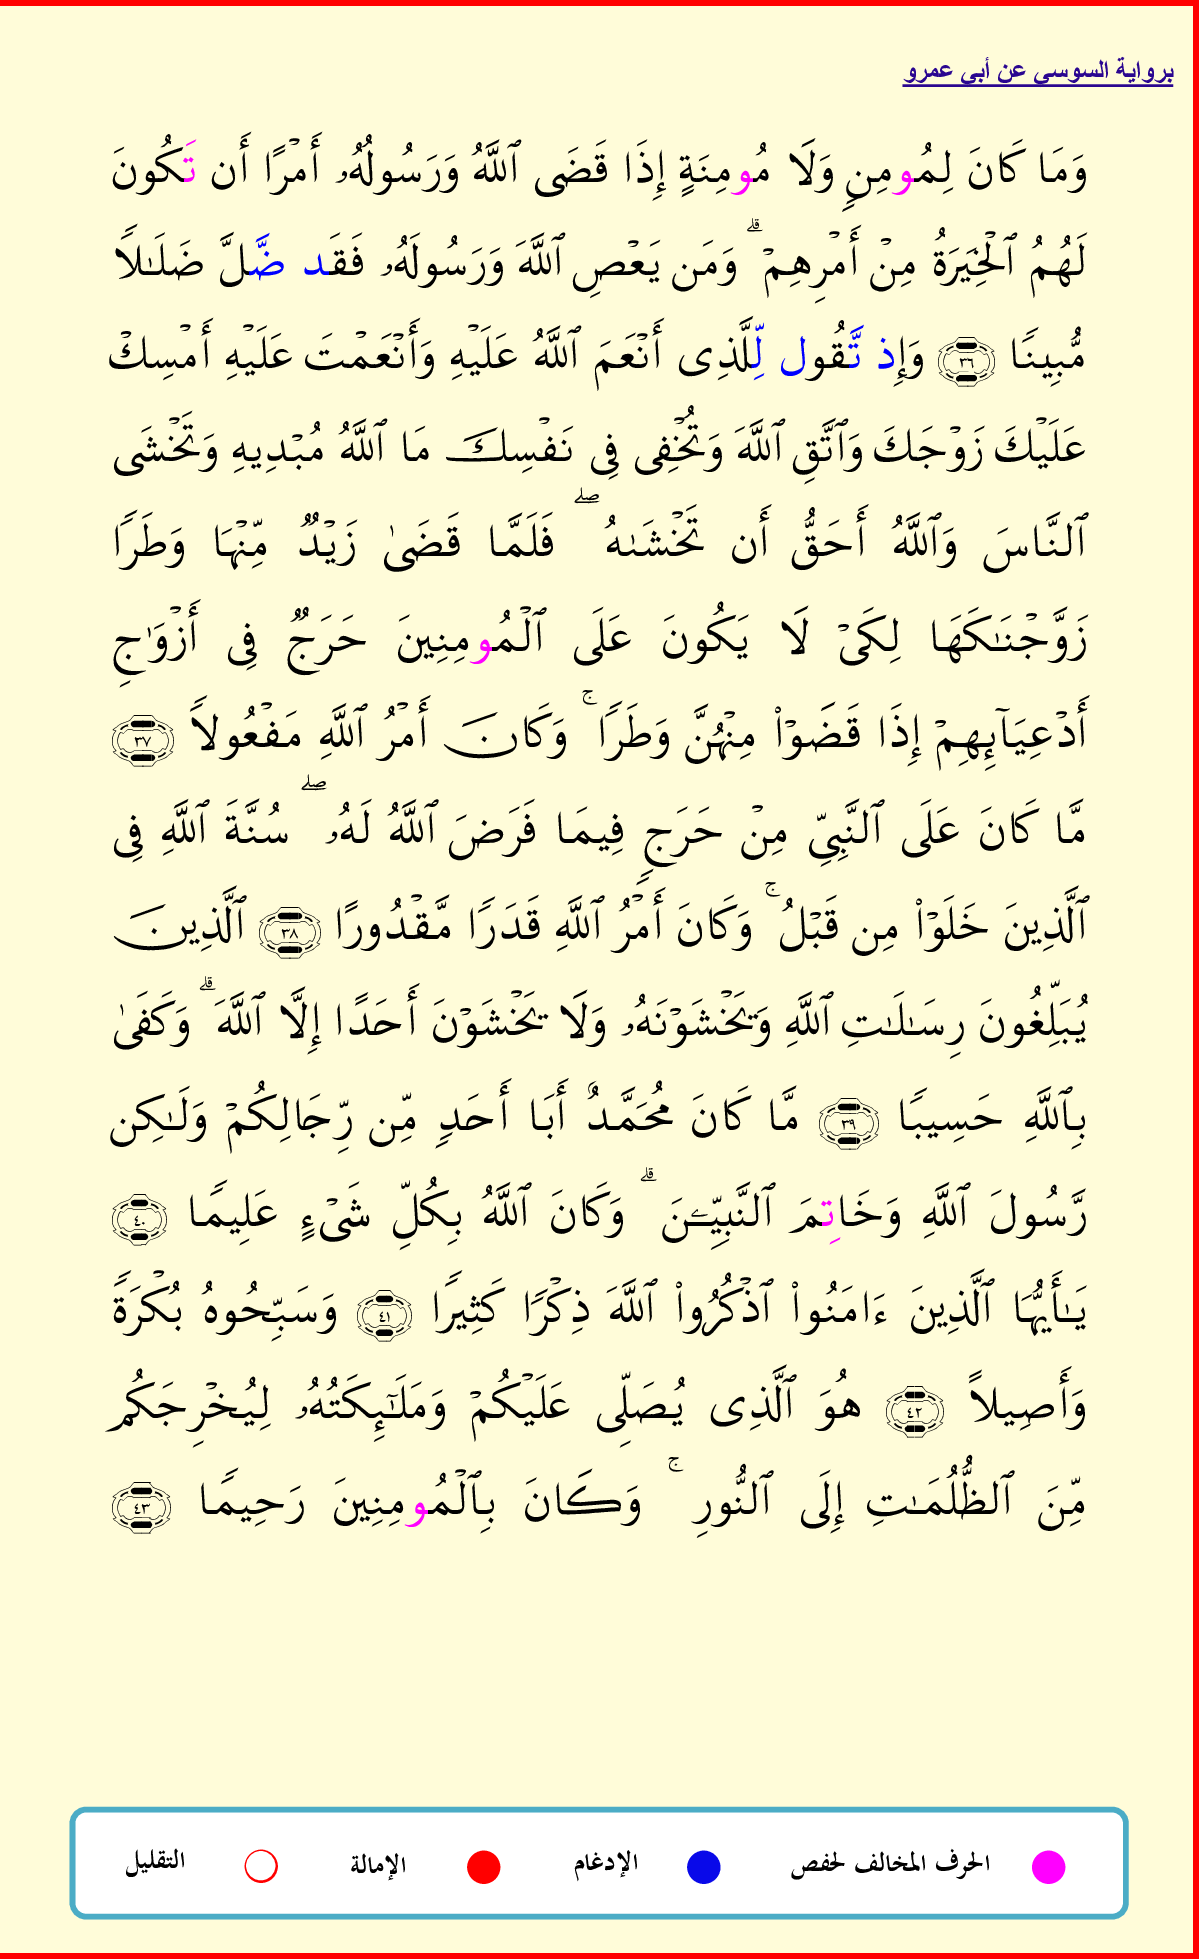 برواية السوسي عن أبي عمرو
وَمَا كَانَ لِمُومِنٍ وَلَا مُومِنَةٍ إِذَا قَضَى ٱللَّهُ وَرَسُولُهُۥ أَمۡرًا أَن تَكُونَ
لَهُمُ ٱلۡخِيَرَةُ مِنۡ أَمۡرِهِمۡۗ وَمَن يَعۡصِ ٱللَّهَ وَرَسُولَهُۥ فَقَد ضَّلَّ ضَلَٰلًا
مُّبِينًا ٣٦ وَإِذ تَّقُول لِّلَّذِى أَنۡعَمَ ٱللَّهُ عَلَيۡهِ وَأَنۡعَمۡتَ عَلَيۡهِ أَمۡسِكۡ
عَلَيۡكَ زَوۡجَكَ وَٱتَّقِ ٱللَّهَ وَتُخۡفِى فِى نَفۡسِكَ مَا ٱللَّهُ مُبۡدِيهِ وَتَخۡشَى
ٱلنَّاسَ وَٱللَّهُ أَحَقُّ أَن تَخۡشَىٰهُۖ فَلَمَّا قَضَىٰ زَيۡدٌ مِّنۡهَا وَطَرًا
زَوَّجۡنَٰكَهَا لِكَىۡ لَا يَكُونَ عَلَى ٱلۡمُومِنِينَ حَرَجٌ فِى أَزۡوَٰجِ
أَدۡعِيَآئِهِمۡ إِذَا قَضَوۡاْ مِنۡهُنَّ وَطَرًاۚ وَكَانَ أَمۡرُ ٱللَّهِ مَفۡعُولًا ٣٧
مَّا كَانَ عَلَى ٱلنَّبِىِّ مِنۡ حَرَجٍ فِيمَا فَرَضَ ٱللَّهُ لَهُۥۖ سُنَّةَ ٱللَّهِ فِى
ٱلَّذِينَ خَلَوۡاْ مِن قَبۡلُۚ وَكَانَ أَمۡرُ ٱللَّهِ قَدَرًا مَّقۡدُورًا ٣٨ ٱلَّذِينَ
يُبَلِّغُونَ رِسَٰلَٰتِ ٱللَّهِ وَيَخۡشَوۡنَهُۥ وَلَا يَخۡشَوۡنَ أَحَدًا إِلَّا ٱللَّهَۗ وَكَفَىٰ
بِٱللَّهِ حَسِيبًا ٣٩ مَّا كَانَ مُحَمَّدٌ أَبَا أَحَدٍ مِّن رِّجَالِكُمۡ وَلَٰكِن
رَّسُولَ ٱللَّهِ وَخَاتِمَ ٱلنَّبِيِّـۧنَۗ وَكَانَ ٱللَّهُ بِكُلِّ شَىۡءٍ عَلِيمًا ٤٠
يَٰأَيُّهَا ٱلَّذِينَ ءَامَنُواْ ٱذۡكُرُواْ ٱللَّهَ ذِكۡرًا كَثِيرًا ٤١ وَسَبِّحُوهُ بُكۡرَةً
وَأَصِيلًا ٤٢ هُوَ ٱلَّذِى يُصَلِّى عَلَيۡكُمۡ وَمَلَٰٓئِكَتُهُۥ لِيُخۡرِجَكُم
مِّنَ ٱلظُّلُمَٰتِ إِلَى ٱلنُّورِۚ وَكَانَ بِٱلۡمُومِنِينَ رَحِيمًا ٤٣
الحرف المخالف لحفص الإدغام الإمالة التقليل